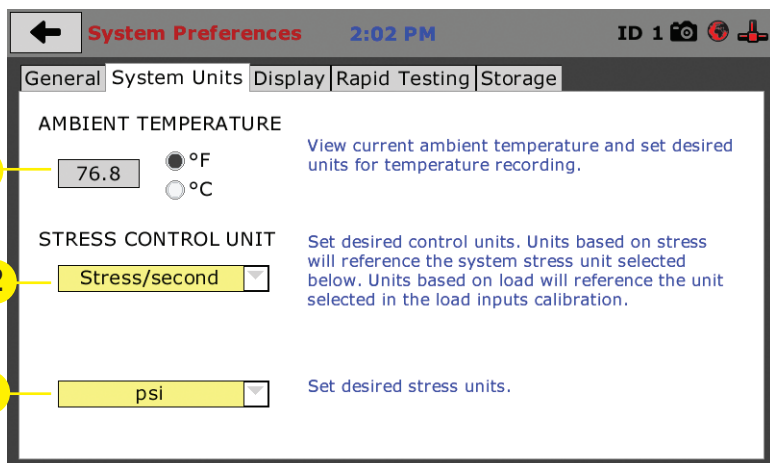 System Preferences 2:02 PM ID 1
General System Units Display Rapid Testing Storage
AMBIENT TEMPERATURE
76.8 °F
°C
View current ambient temperature and set desired
units for temperature recording.
STRESS CONTROL UNIT
2
Stress/second
Set desired control units. Units based on stress
will reference the system stress unit selected
below. Units based on load will reference the unit
selected in the load inputs calibration.
psi
Set desired stress units.